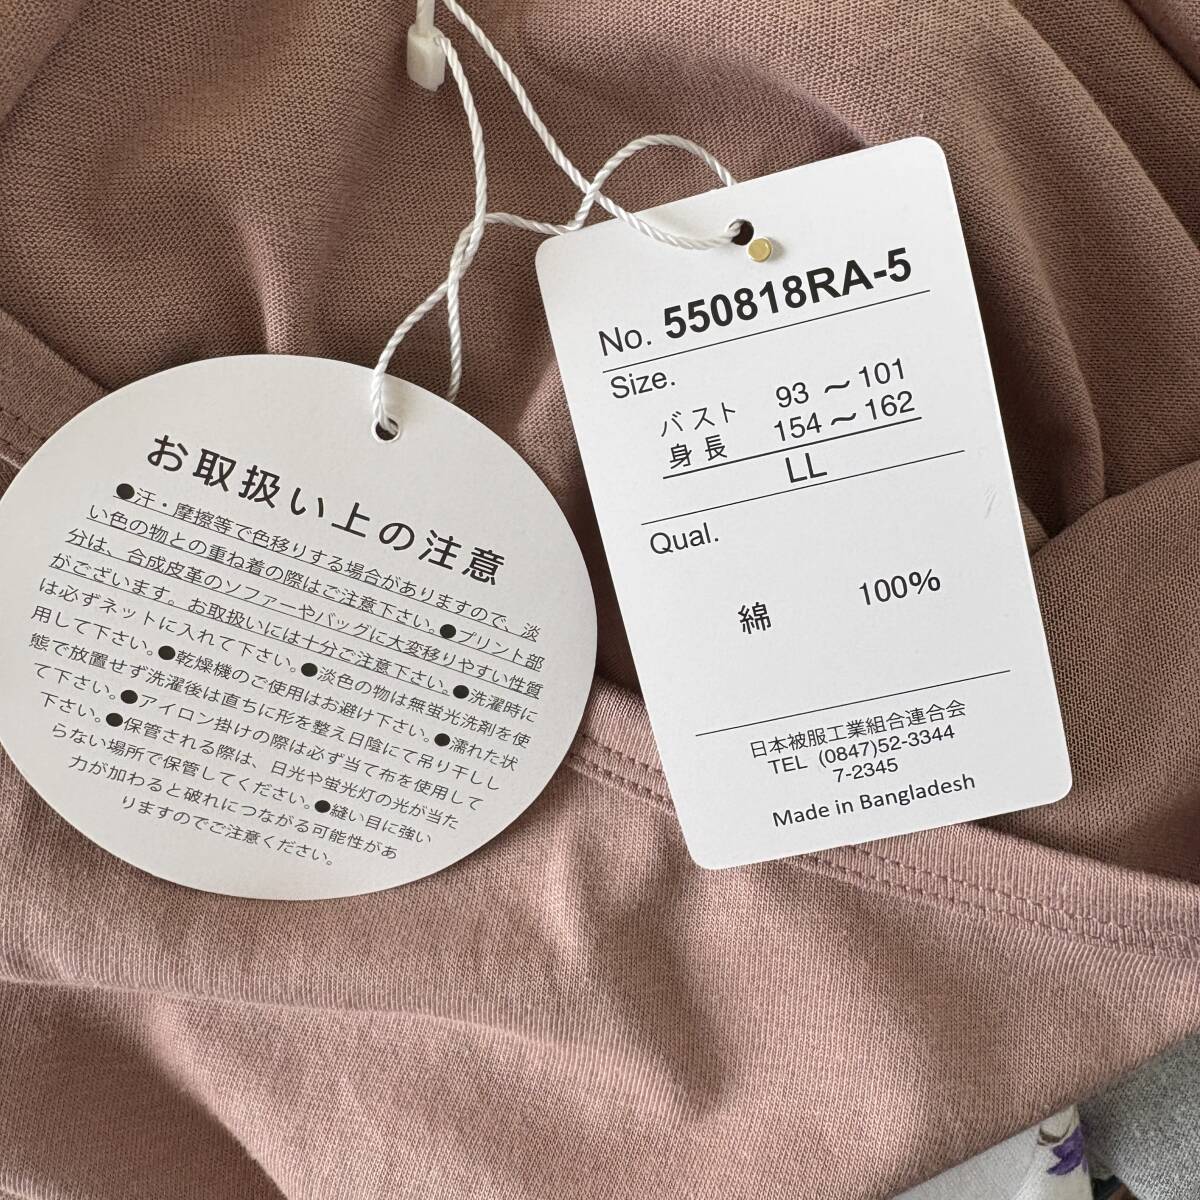 お取扱い上の注意
●汗・摩擦等で色移りする場合がありますので、淡
い色の物との重ね着の際はご注意下さい。●プリント部
分は、合成皮革のソファーやバッグに大変移りやすい性質
がございます。お取扱いには十分ご注意下さい。●洗濯時に
は必ずネットに入れて下さい。●淡色の物は無蛍光洗剤を使
用して下さい。●乾燥機のご使用はお避け下さい。●濡れた状
態で放置せず洗濯後は直ちに形を整え日陰にて吊り干しし
て下さい。●アイロン掛けの際は必ず当て布を使用して
下さい。●保管される際は、日光や蛍光灯の光が当た
らない場所で保管してください。●縫い目に強い
力が加わると破れにつながる可能性があ
りますのでご注意ください。
No. 550818RA-5
Size.
バスト 93 ～ 101
身長 154 ～ 162
LL
Qual.
綿 100%
日本被服工業組合連合会
TEL (0847)52-3344
7-2345
Made in Bangladesh